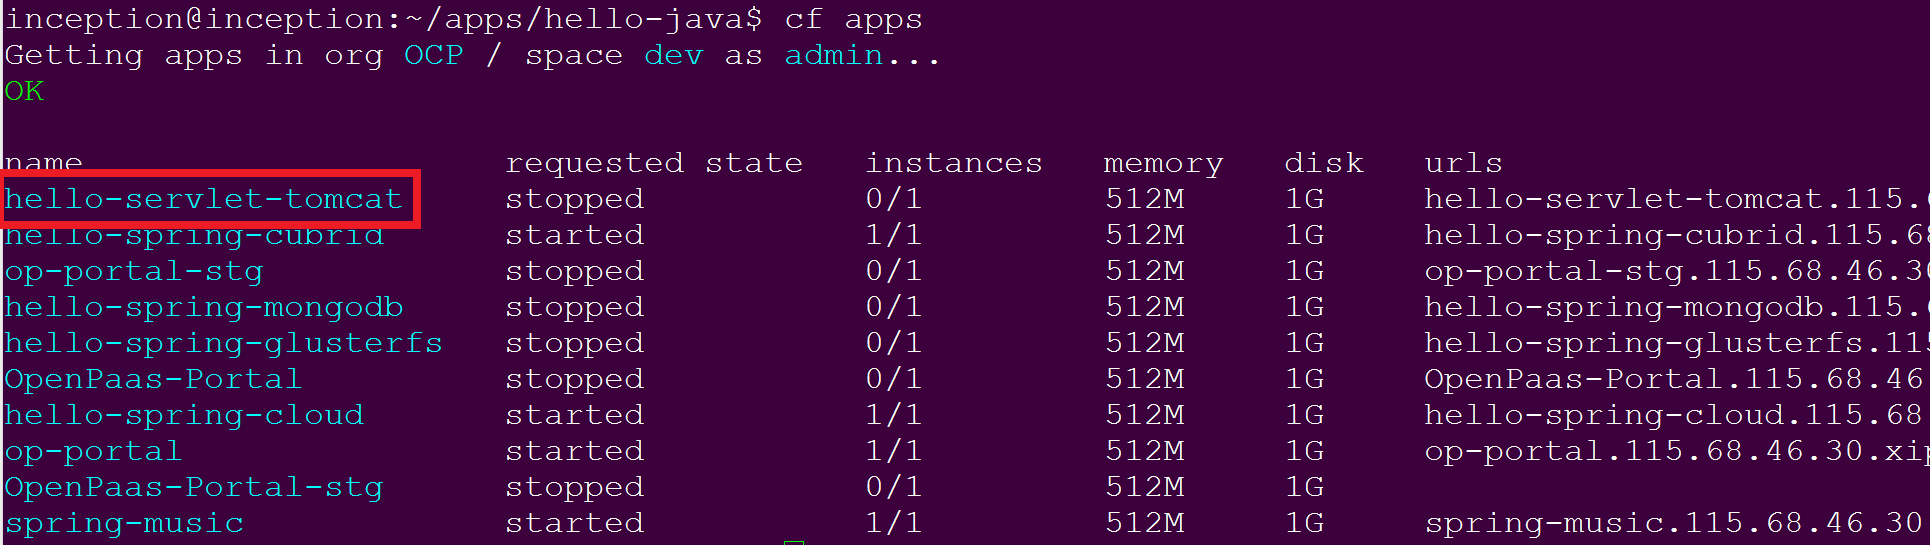 inception@inception:~/apps/hello-java$ cf apps
Getting apps in org OCP / space dev as admin...
OK
name requested state instances memory disk urls
hello-servlet-tomcat stopped 0/1 512M 1G hello-servlet-tomcat.115.
hello-spring-cubrid started 1/1 512M 1G hello-spring-cubrid.115.68
op-portal-stg stopped 0/1 512M 1G op-portal-stg.115.68.46.30
hello-spring-mongodb stopped 0/1 512M 1G hello-spring-mongodb.115.
hello-spring-glusterfs stopped 0/1 512M 1G hello-spring-glusterfs.115
OpenPaas-Portal stopped 0/1 512M 1G OpenPaas-Portal.115.68.46
hello-spring-cloud started 1/1 512M 1G hello-spring-cloud.115.68
op-portal started 1/1 512M 1G op-portal.115.68.46.30.xip
OpenPaas-Portal-stg stopped 0/1 512M 1G
spring-music started 1/1 512M 1G spring-music.115.68.46.30